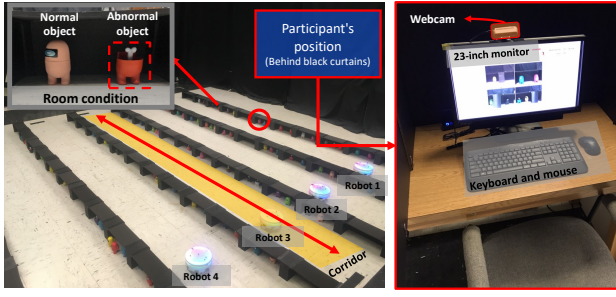 Normal
object
Abnormal
object
Room condition
Participant's
position
(Behind black curtains)
Robot 1
Robot 2
Robot 3
Robot 4
Corridor
Webcam
23-inch monitor
Keyboard and mouse